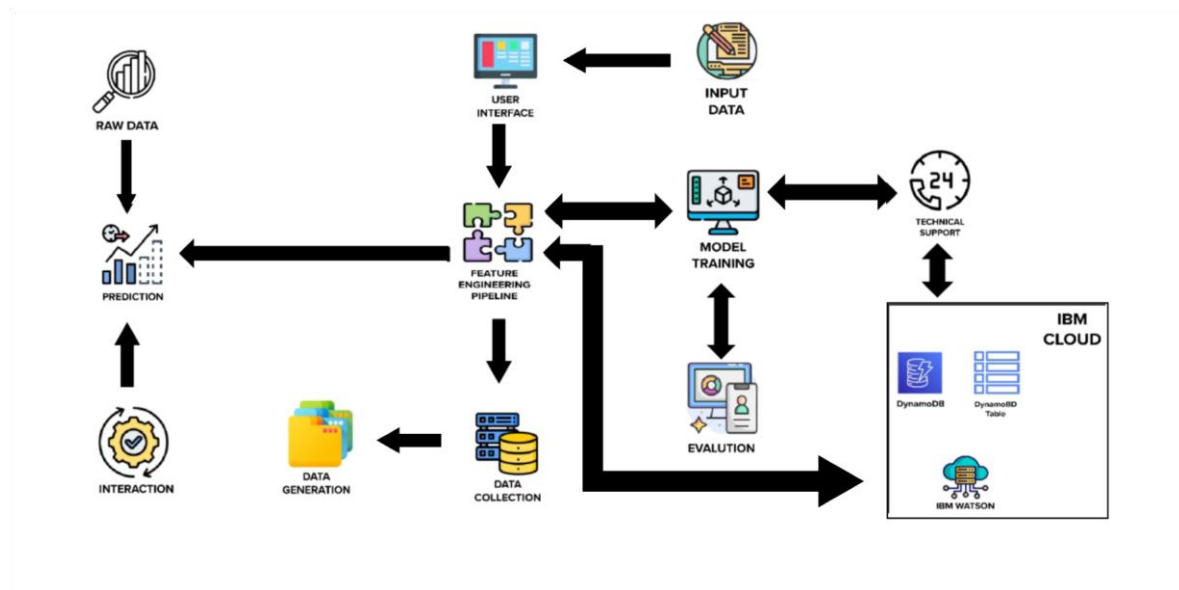 USER
INTERFACE
INPUT
DATA
RAW DATA
24
TECHNICAL
SUPPORT
MODEL
TRAINING
FEATURE
ENGINEERING
PIPELINE
PREDICTION
IBM
CLOUD
DynamoDB
DynamoBD
Table
EVALUTION
DATA
GENERATION
DATA
COLLECTION
INTERACTION
IBM WATSON